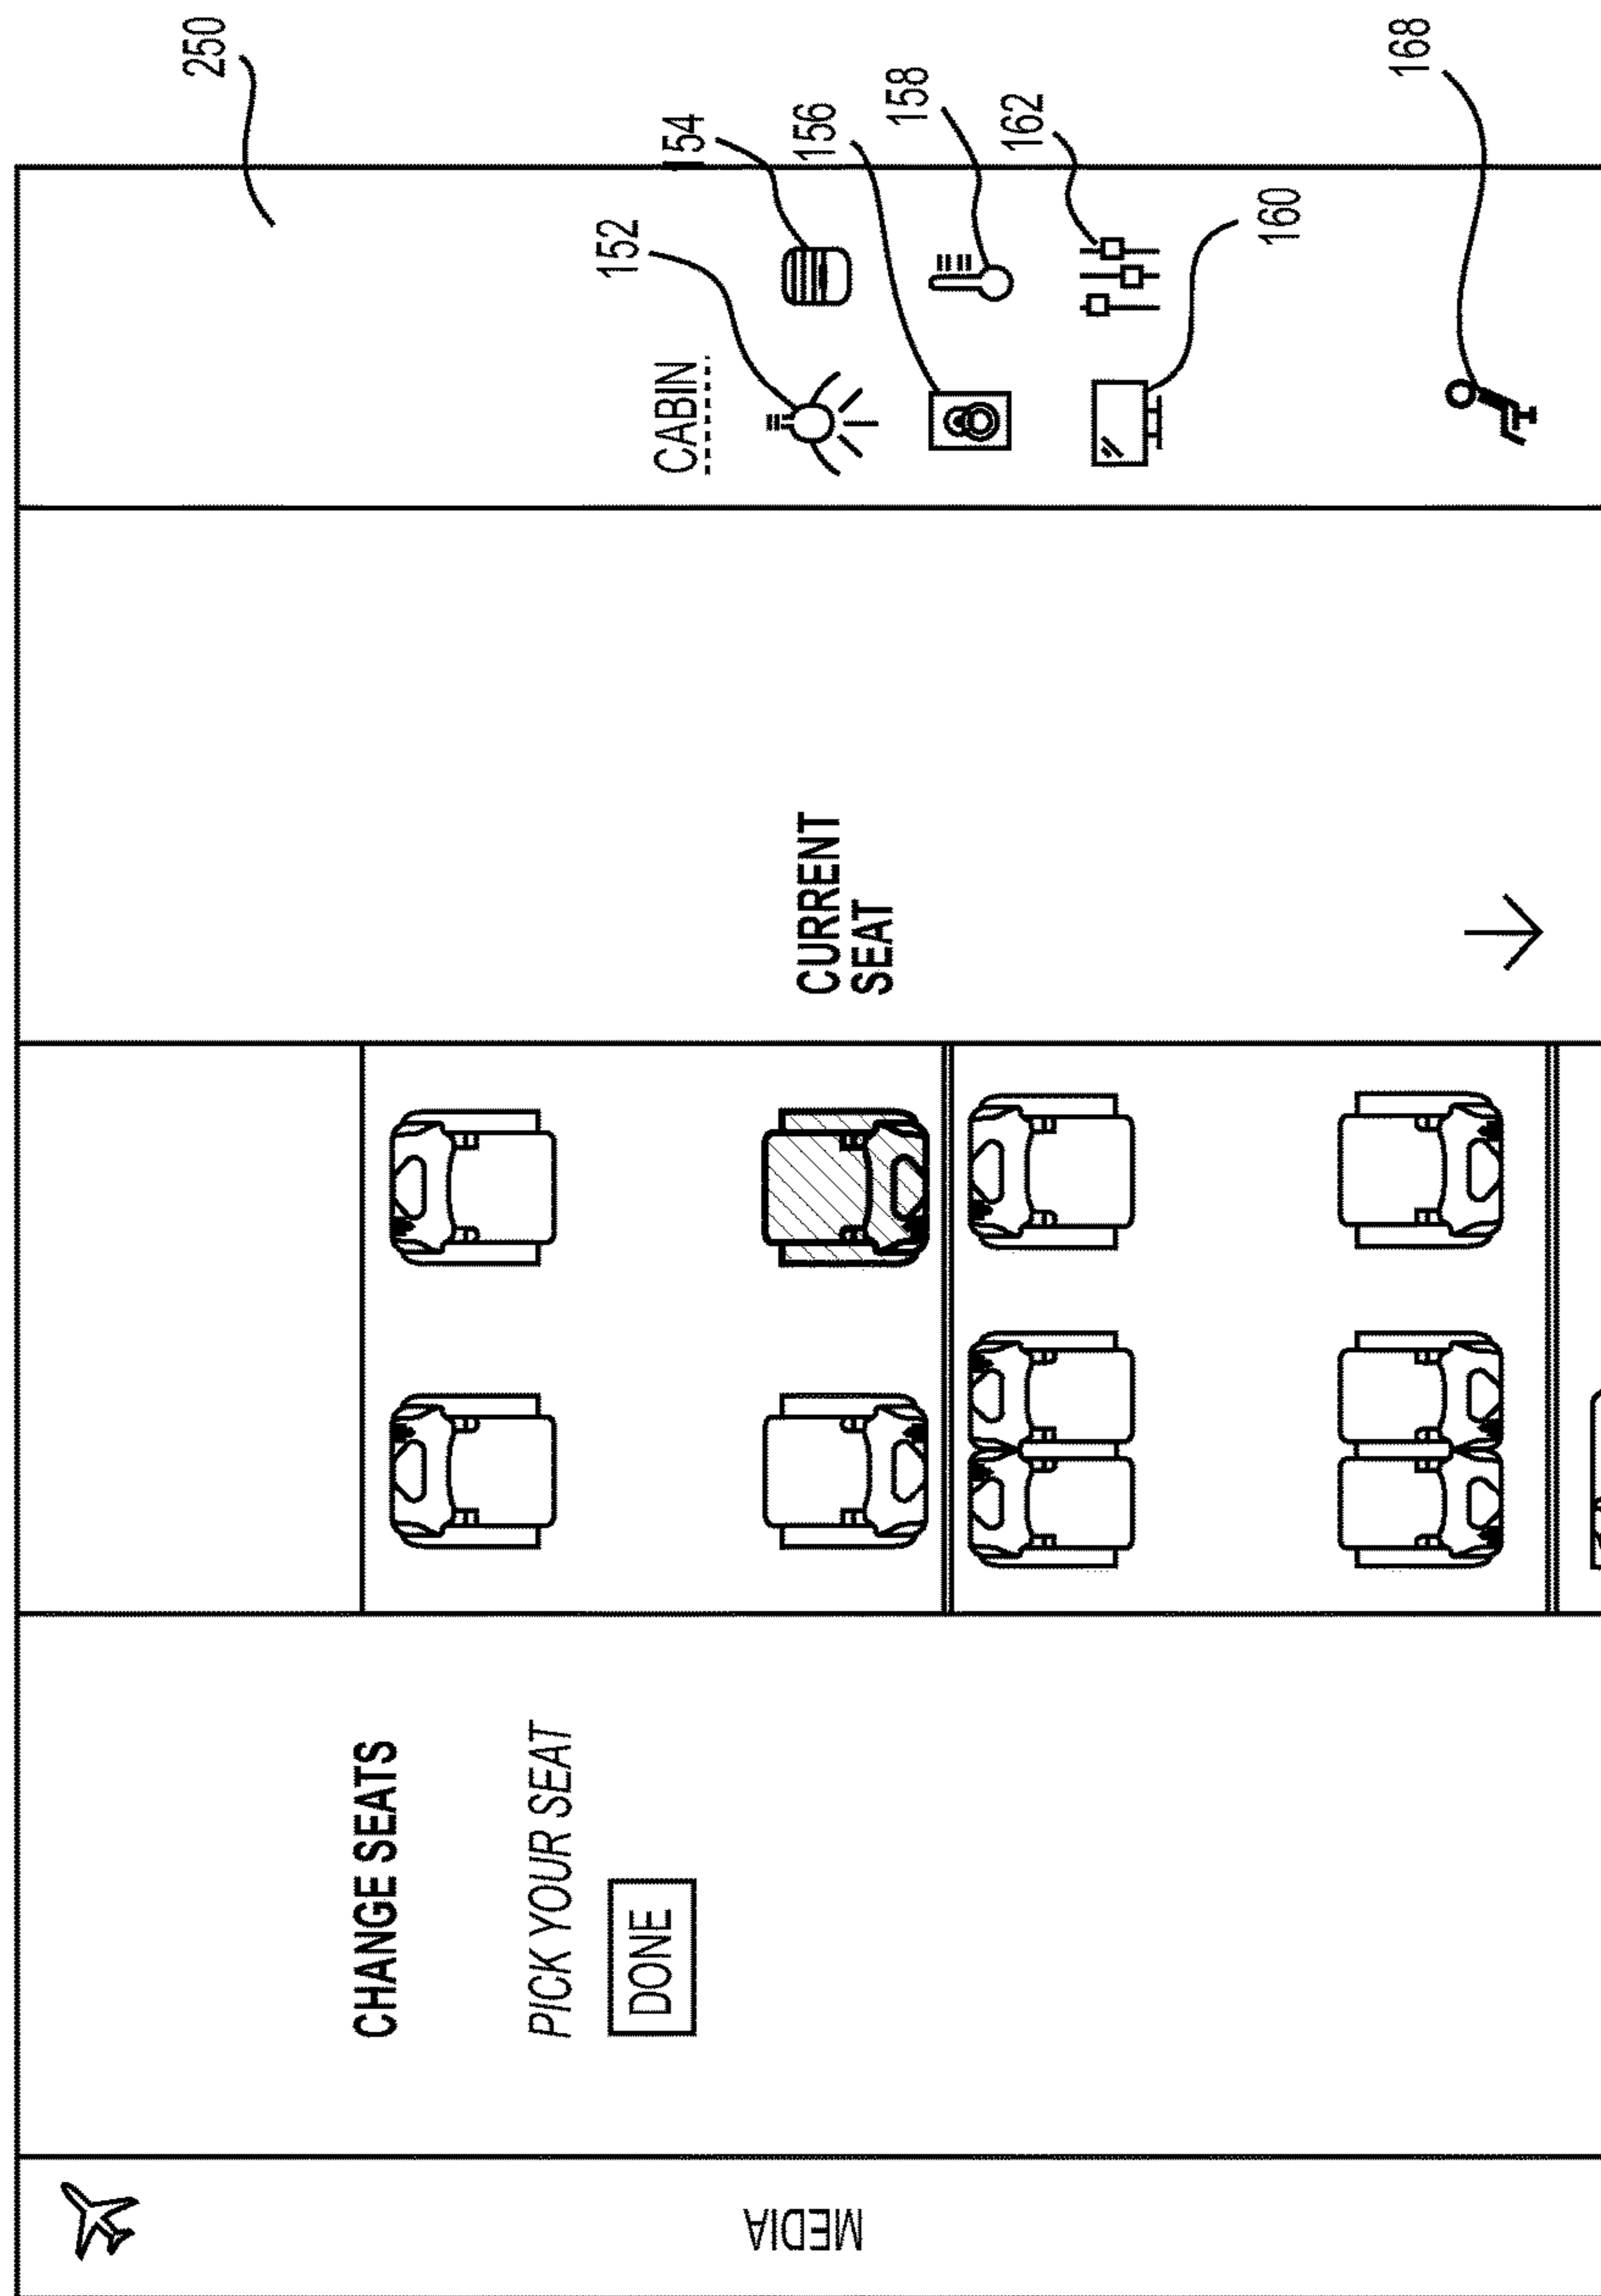 250
168
154
156
158
162
152
160
CABIN
CURRENT
SEAT
CHANGE SEATS
PICK YOUR SEAT
DONE
MEDIA